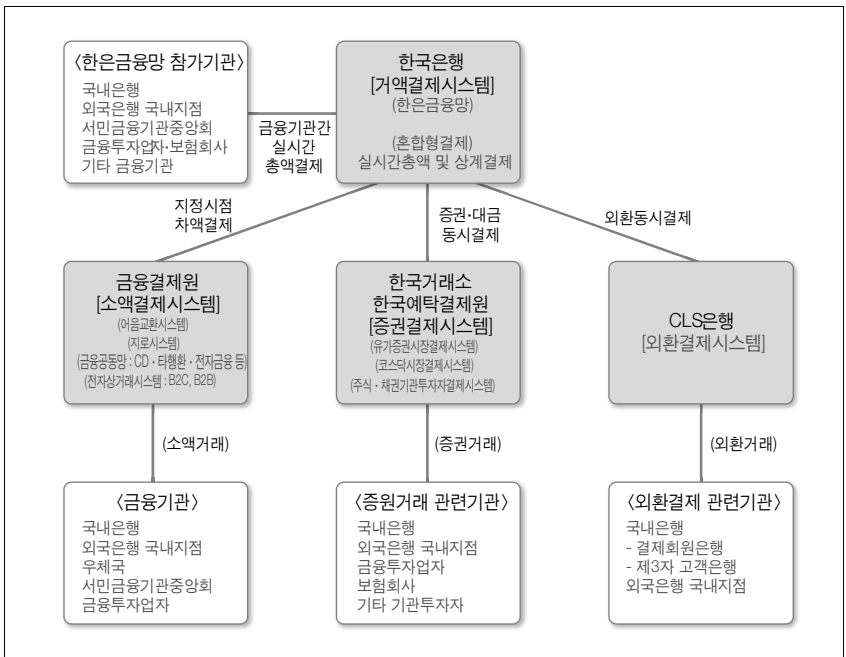 〈한은금융망 참가기관〉
국내은행
외국은행 국내지점
서민금융기관중앙회
금융투자업자·보험회사
기타 금융기관
금융기관간
실시간
총액결제
한국은행
[거액결제시스템]
(한은금융망)
(혼합형결제)
실시간총액 및 상계결제
지정시점
차액결제
증권·대금
동시결제
외환동시결제
금융결제원
[소액결제시스템]
(어음교환시스템)
(지로시스템)
(금융공동망 : CD · 타행환 · 전자금융 등)
(전자상거래시스템 : B2C, B2B)
한국거래소
한국예탁결제원
[증권결제시스템]
(유가증권시장결제시스템)
(코스닥시장결제시스템)
(주식 · 채권기관투자자결제시스템)
CLS은행
[외환결제시스템]
(소액거래)
(증권거래)
(외환거래)
〈금융기관〉
국내은행
외국은행 국내지점
우체국
서민금융기관중앙회
금융투자업자
〈증원거래 관련기관〉
국내은행
외국은행 국내지점
금융투자업자
보험회사
기타 기관투자자
〈외환결제 관련기관〉
국내은행
- 결제회원은행
- 제3자 고객은행
외국은행 국내지점